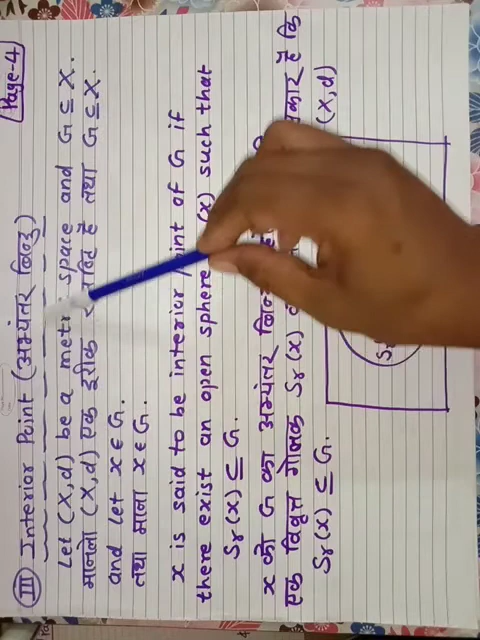 Page-4
III Interior Point (अभ्यंतर बिन्दु)
Let (X,d) be a metr space and G ⊆ X.
मानलो (X,d) एक दूरीक है तथा G ⊆ X.
and let x ∈ G.
तथा माना x ∈ G.
x is said to be interior point of G if
there exist an open sphere (x) such that
Sr(x) ⊆ G.
x को G का अभ्यंतर
एक विवृत्त गोलक Sr(x) प्रकार है कि
Sr(x) ⊆ G.
(X,d)